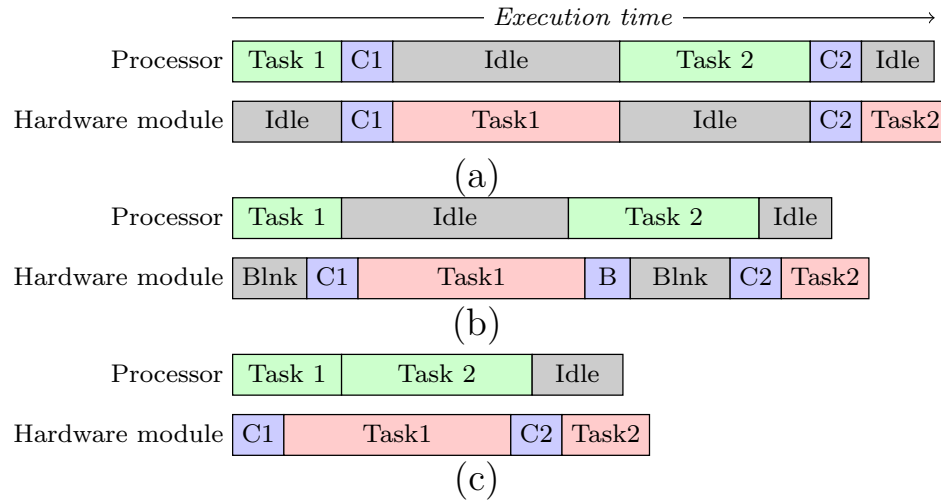 Execution time
Processor Task 1 C1 Idle Task 2 C2 Idle
Hardware module Idle C1 Task1 Idle C2 Task2
(a)
Processor Task 1 Idle Task 2 Idle
Hardware module Blnk C1 Task1 B Blnk C2 Task2
(b)
Processor Task 1 Task 2 Idle
Hardware module C1 Task1 C2 Task2
(c)